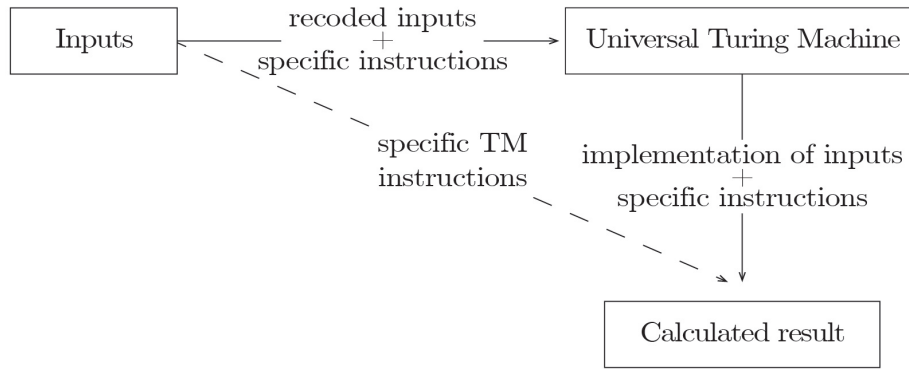 Inputs
recoded inputs
+
specific instructions
Universal Turing Machine
specific TM
instructions
implementation of inputs
+
specific instructions
Calculated result